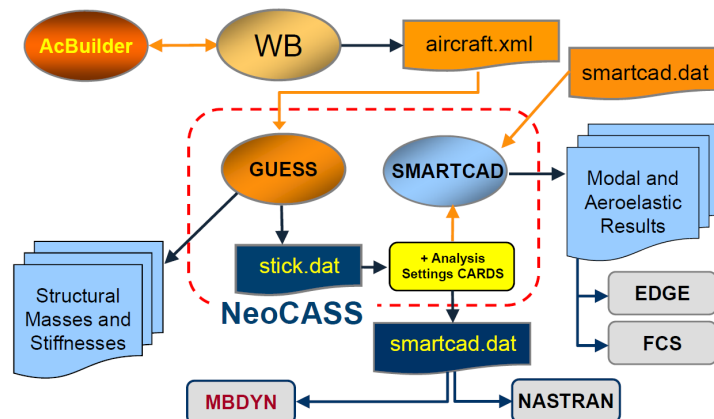 AcBuilder
WB
aircraft.xml
smartcad.dat
GUESS
SMARTCAD
Modal and
Aeroelastic
Results
stick.dat
+ Analysis
Settings CARDS
Structural
Masses and
Stiffnesses
NeoCASS
EDGE
smartcad.dat
FCS
MBDYN
NASTRAN